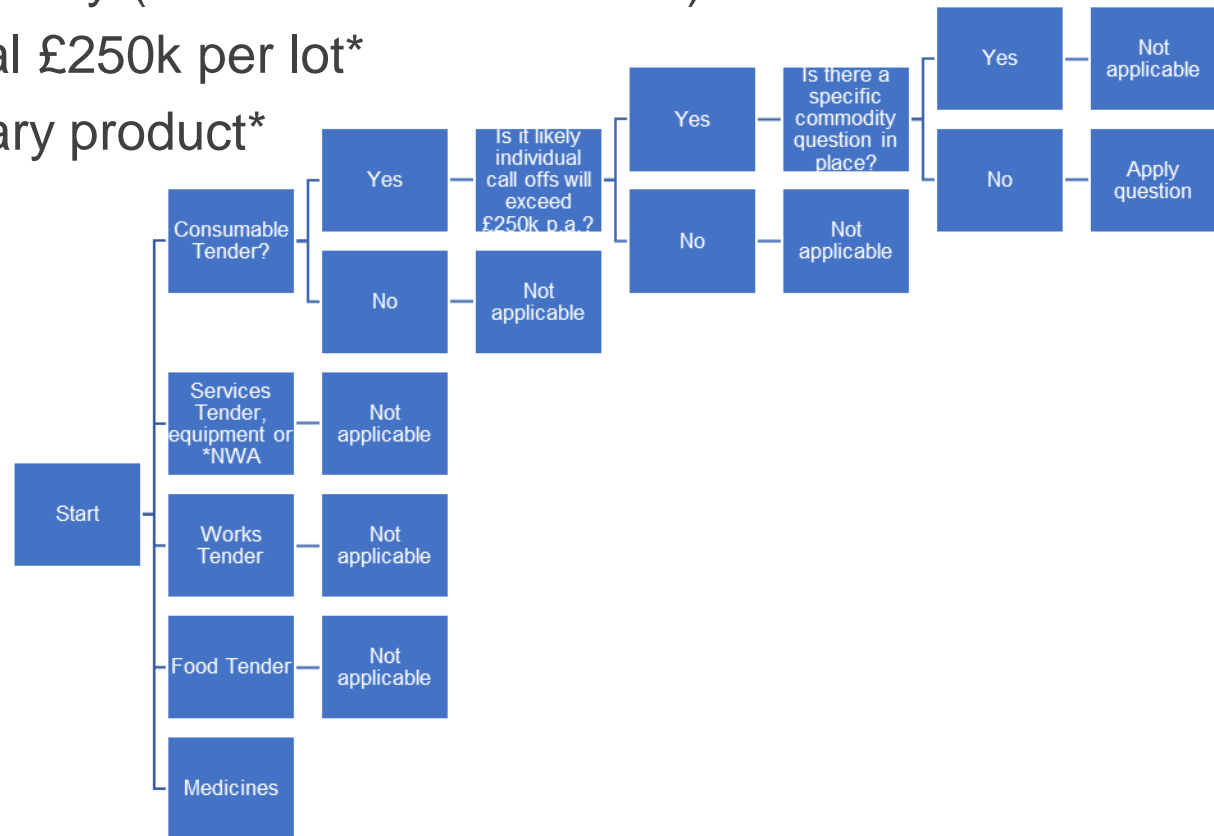 al £250k per lot*
ary product*
Start
Consumable
Tender?
Yes
Is it likely
individual
call offs will
exceed
£250k p.a.?
Yes
Is there a
specific
commodity
question in
place?
Yes
Not
applicable
No
Apply
question
No
Not
applicable
No
Not
applicable
Services
Tender,
equipment or
*NWA
Not
applicable
Works
Tender
Not
applicable
Food Tender
Not
applicable
Medicines